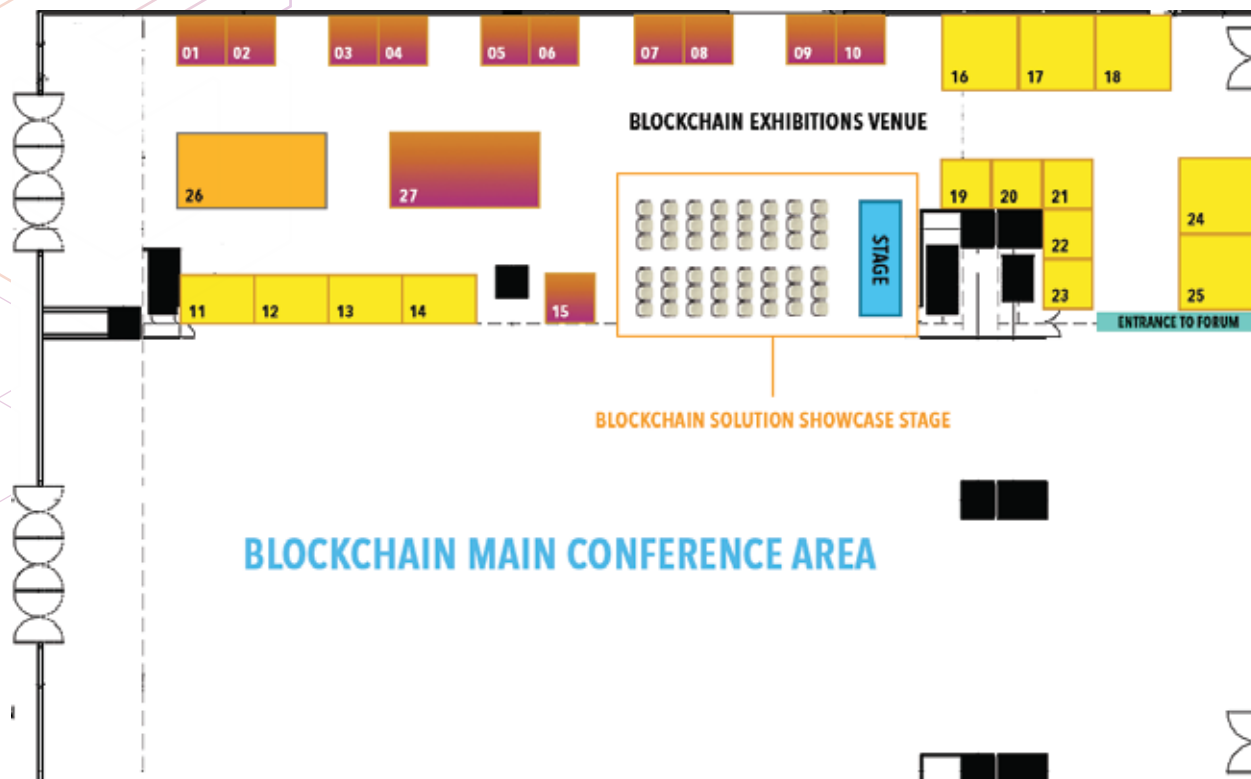 01 02 03 04 05 06 07 08 09 10
16 17 18
BLOCKCHAIN EXHIBITIONS VENUE
26 27
19 20 21
22
23
24
25
STAGE
11 12 13 14 15
ENTRANCE TO FORUM
BLOCKCHAIN SOLUTION SHOWCASE STAGE
BLOCKCHAIN MAIN CONFERENCE AREA